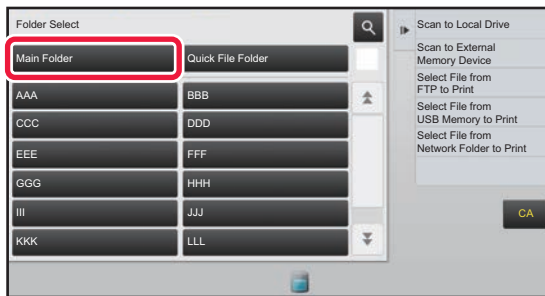 Folder Select
Main Folder
Quick File Folder
AAA
BBB
CCC
DDD
EEE
FFF
GGG
HHH
III
JJJ
KKK
LLL
Scan to Local Drive
Scan to External
Memory Device
Select File from
FTP to Print
Select File from
USB Memory to Print
Select File from
Network Folder to Print
CA